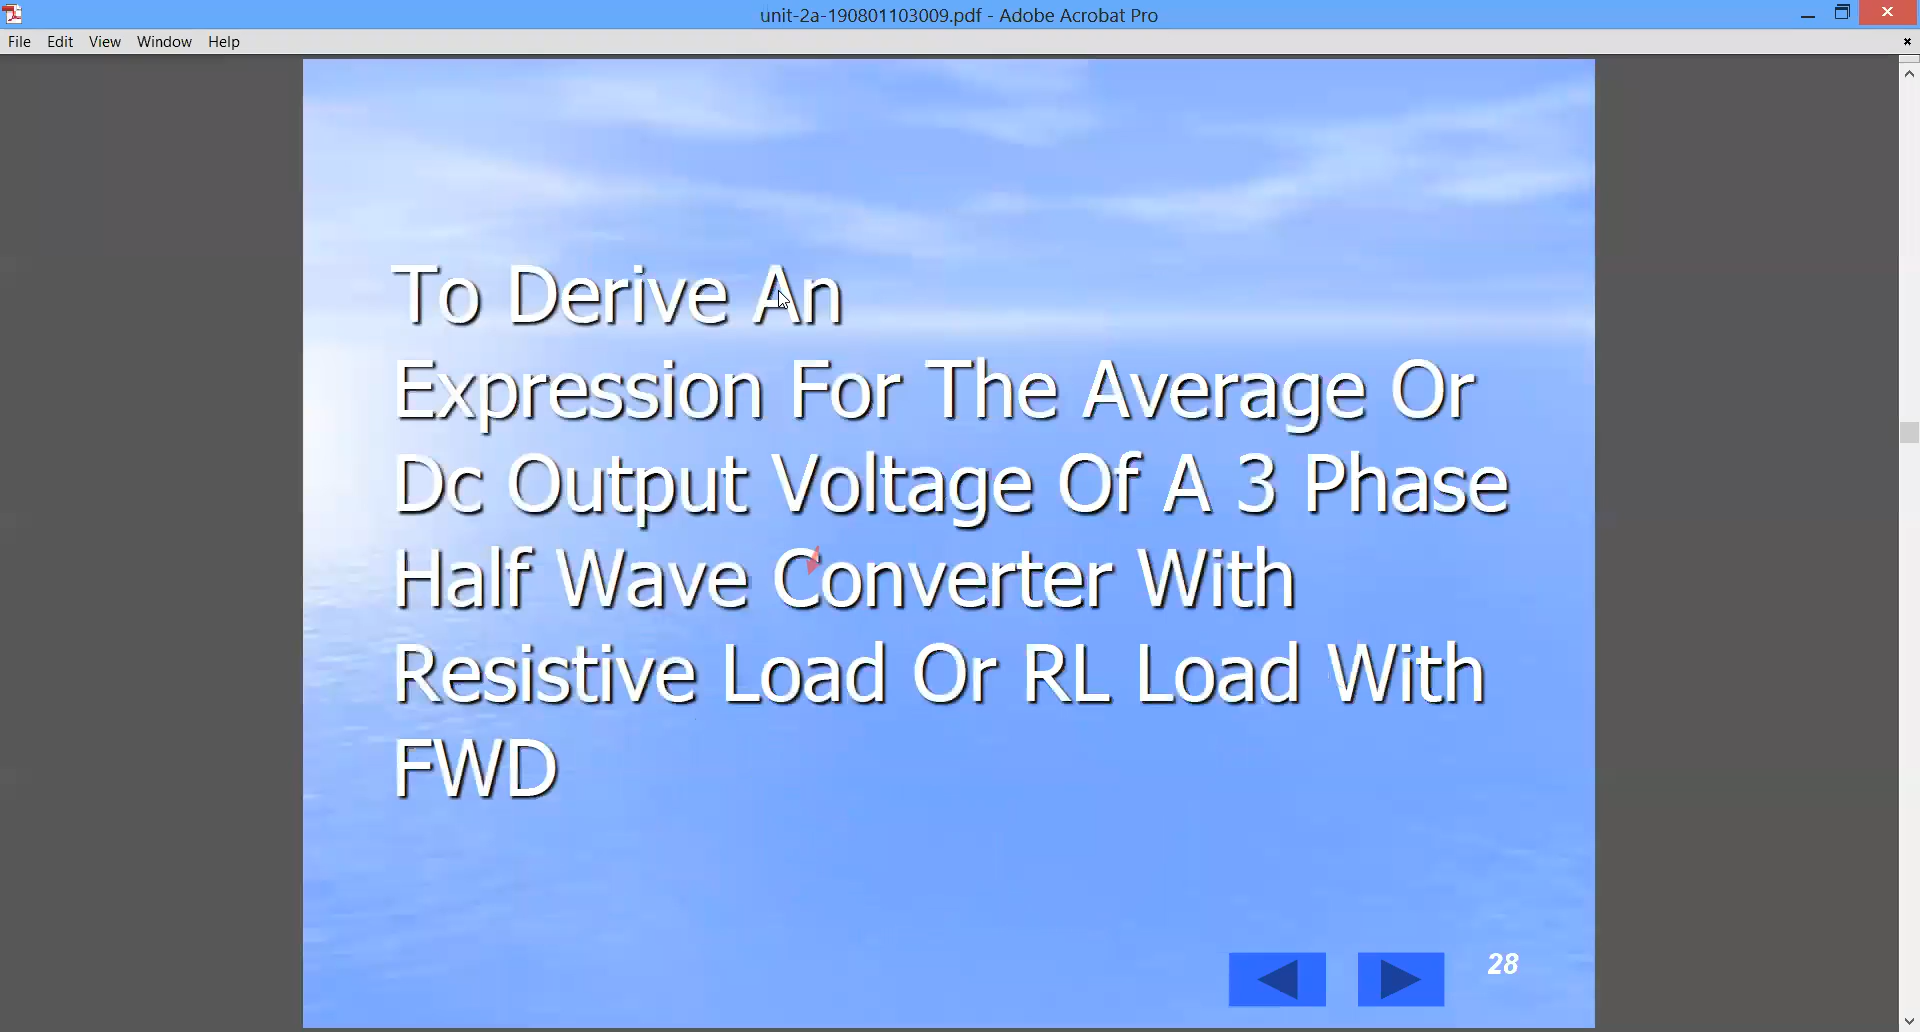 unit-2a-190801103009.pdf - Adobe Acrobat Pro
File Edit View Window Help
To Derive An
Expression For The Average Or
Dc Output Voltage Of A 3 Phase
Half Wave Converter With
Resistive Load Or RL Load With
FWD
28